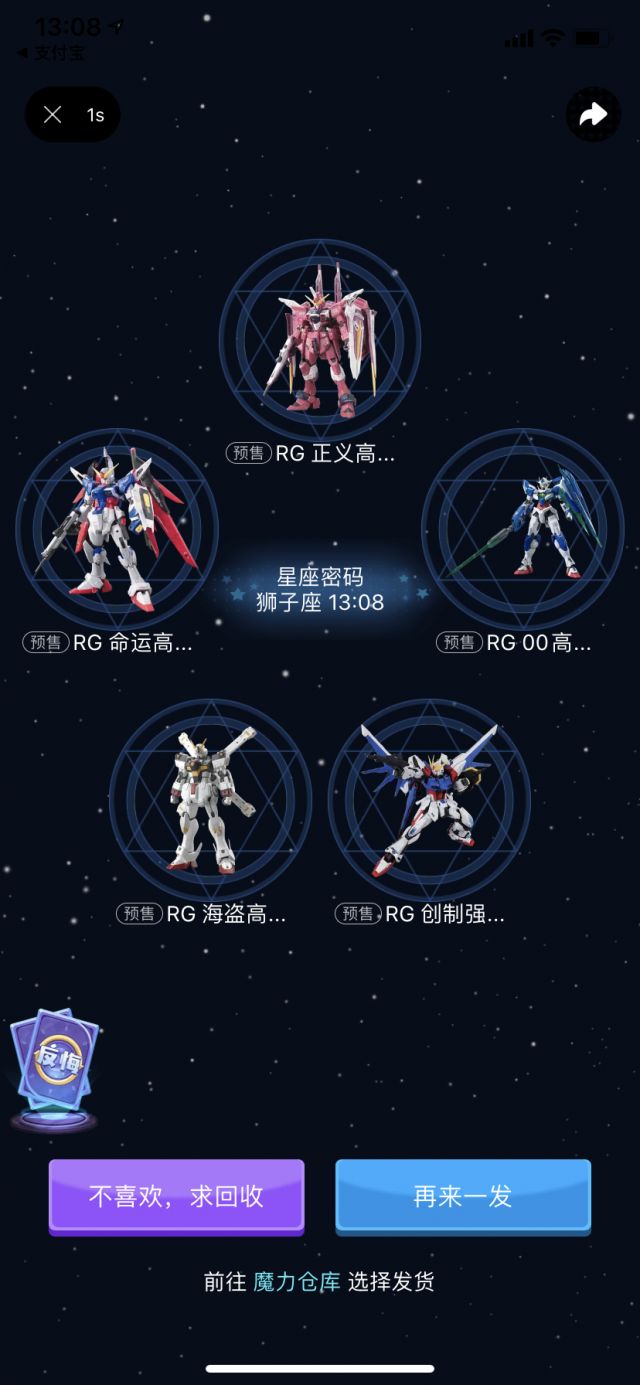 13:08
支付宝
1s
预售 RG 正义高...
预售 RG 命运高...
星座密码
狮子座 13:08
预售 RG 00高...
预售 RG 海盗高...
预售 RG 创制强...
反悔
不喜欢，求回收
再来一发
前往 魔力仓库 选择发货